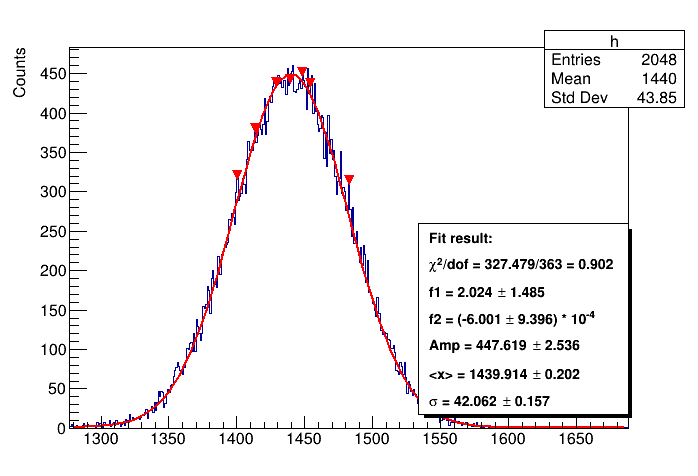 h
Entries 2048
Mean 1440
Std Dev 43.85
Counts
450
400
350
300
250
200
150
100
50
0
Fit result:
χ²/dof = 327.479/363 = 0.902
f1 = 2.024 ± 1.485
f2 = (-6.001 ± 9.396) * 10⁻⁴
Amp = 447.619 ± 2.536
<x> = 1439.914 ± 0.202
σ = 42.062 ± 0.157
1300 1350 1400 1450 1500 1550 1600 1650